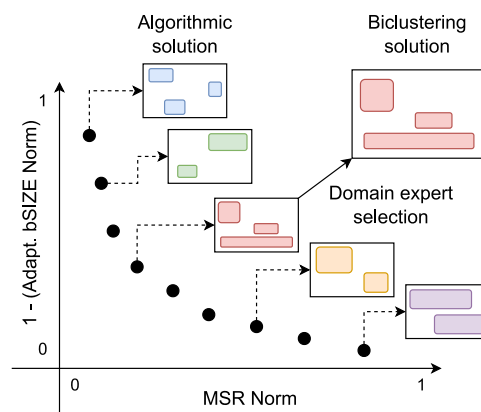 Algorithmic
solution
Biclustering
solution
1
1 - (Adapt. bSIZE Norm)
Domain expert
selection
0
0
1
MSR Norm